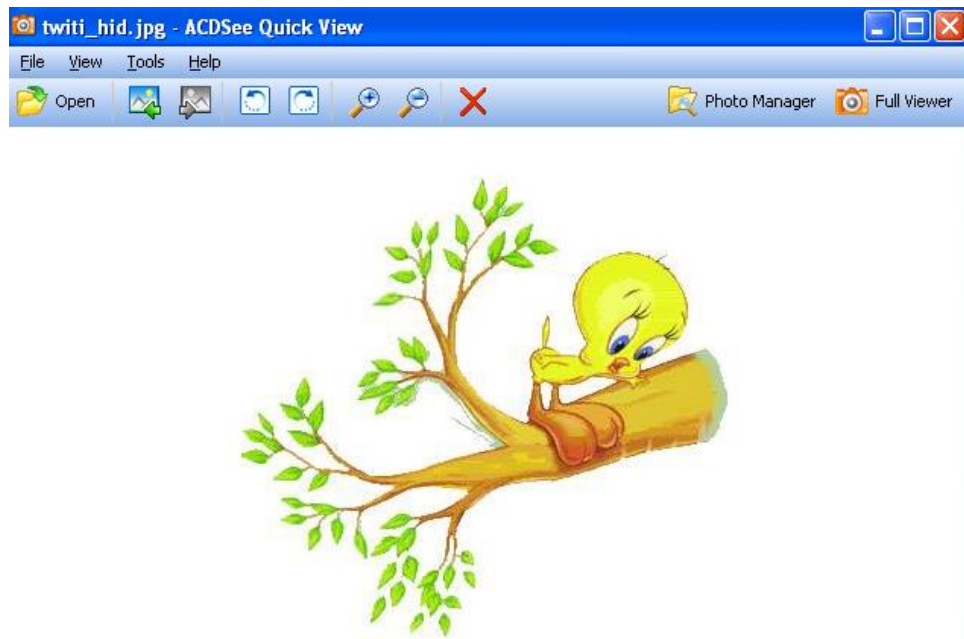 twiti_hid.jpg - ACDSee Quick View
File View Tools Help
Open Photo Manager Full Viewer